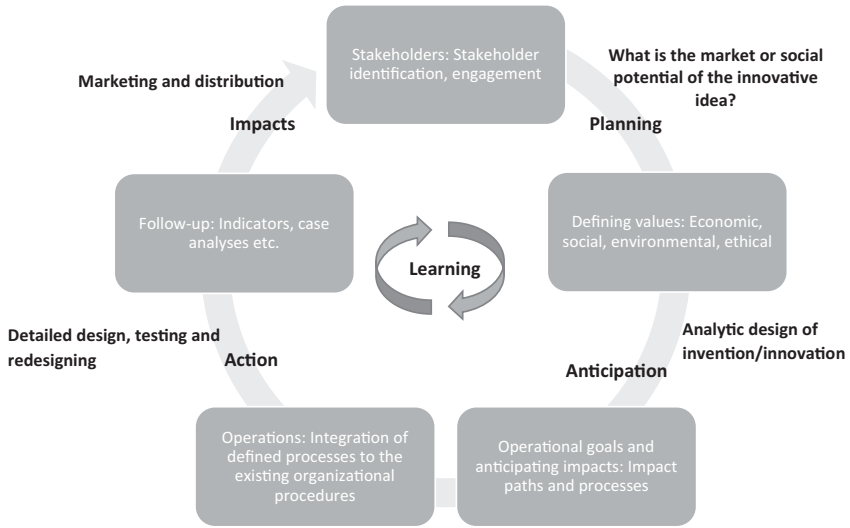 Stakeholders: Stakeholder
identification, engagement
What is the market or social
potential of the innovative
idea?
Planning
Defining values: Economic,
social, environmental, ethical
Analytic design of
invention/innovation
Anticipation
Operational goals and
anticipating impacts: Impact
paths and processes
Operations: Integration of
defined processes to the
existing organizational
procedures
Detailed design, testing and
redesigning
Action
Follow-up: Indicators, case
analyses etc.
Marketing and distribution
Impacts
Learning